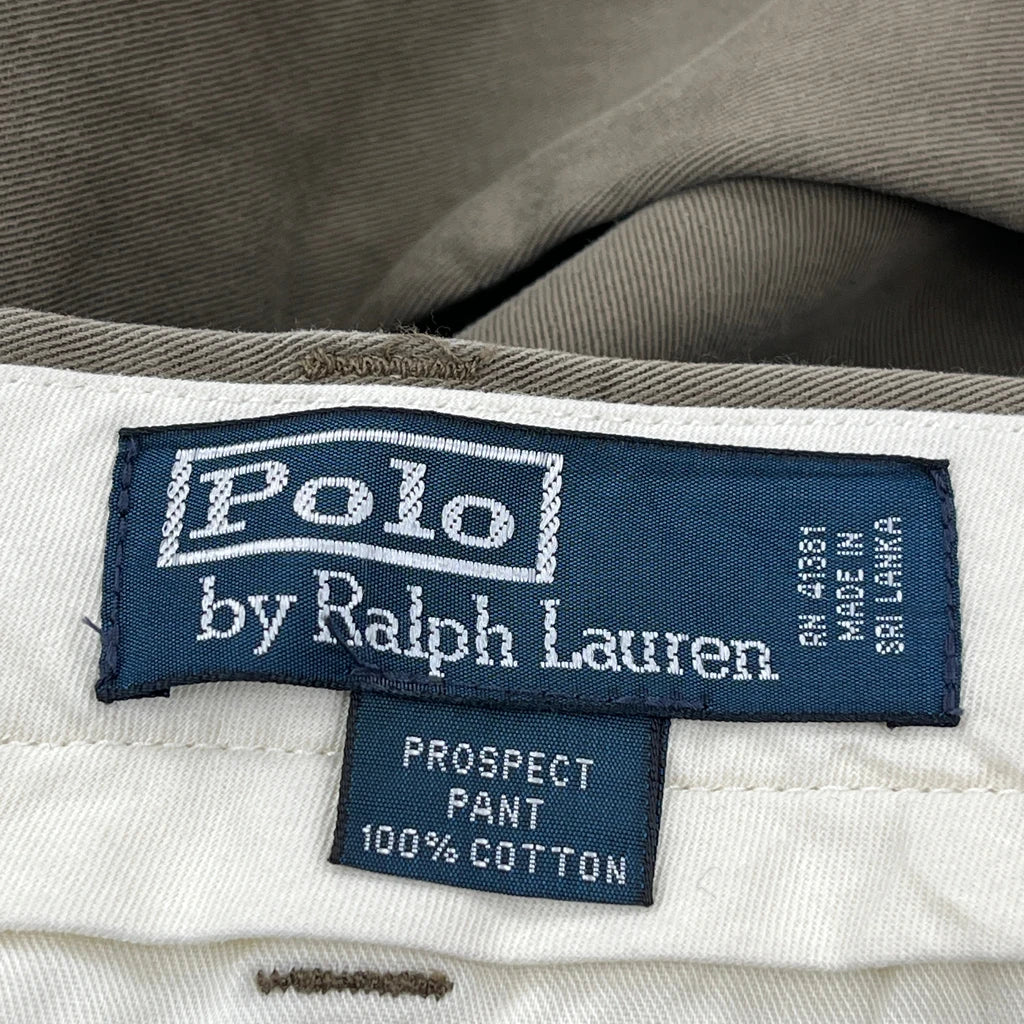 Polo
by Ralph Lauren
RN 41381
MADE IN
SRI LANKA
PROSPECT
PANT
100% COTTON